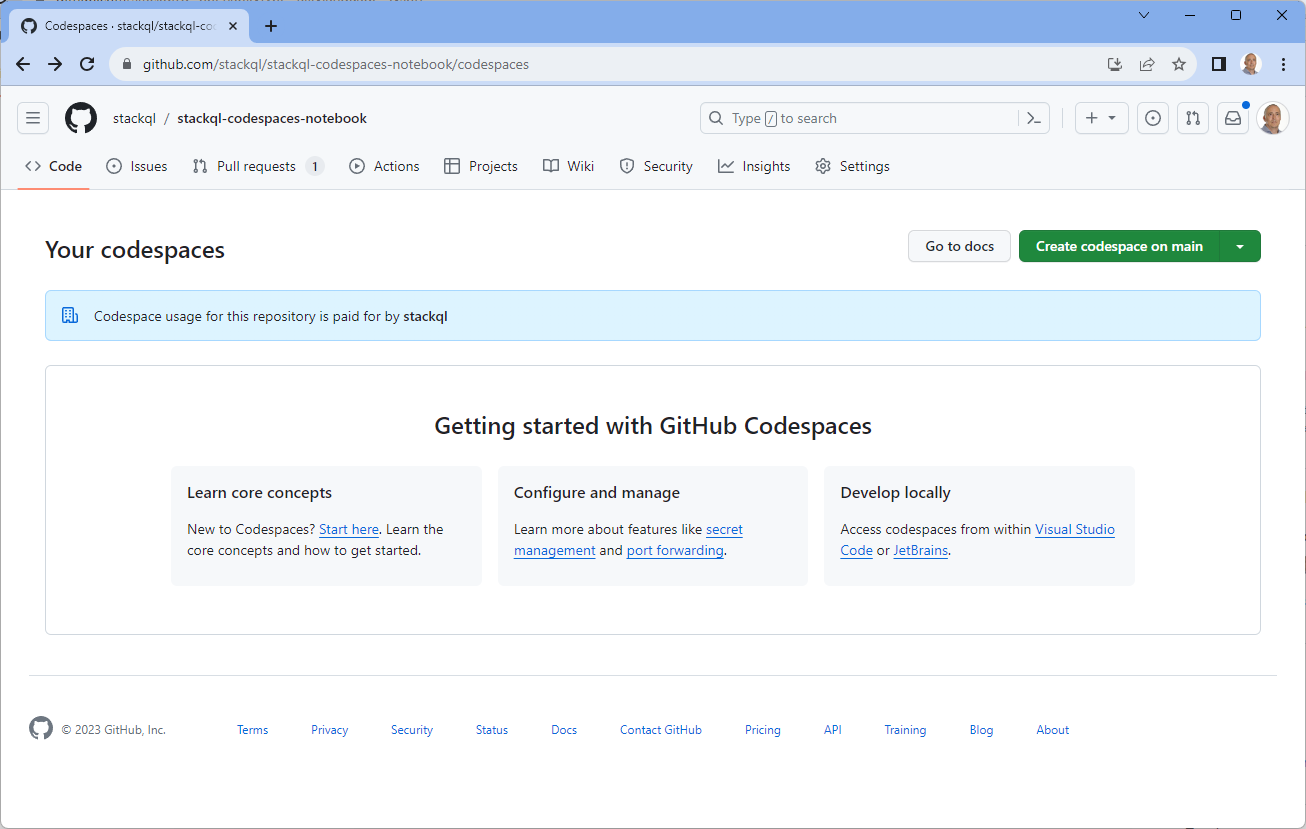 Codespaces · stackql/stackql-co
github.com/stackql/stackql-codespaces-notebook/codespaces
stackql / stackql-codespaces-notebook
Type / to search
Code Issues Pull requests 1 Actions Projects Wiki Security Insights Settings
Your codespaces
Go to docs
Create codespace on main
Codespace usage for this repository is paid for by stackql
Getting started with GitHub Codespaces
Learn core concepts
New to Codespaces? Start here. Learn the
core concepts and how to get started.
Configure and manage
Learn more about features like secret
management and port forwarding.
Develop locally
Access codespaces from within Visual Studio
Code or JetBrains.
© 2023 GitHub, Inc. Terms Privacy Security Status Docs Contact GitHub Pricing API Training Blog About